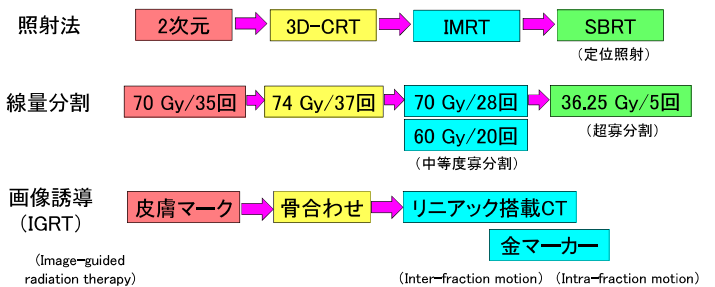 照射法 2次元 3D-CRT IMRT SBRT
(定位照射)
線量分割 70 Gy/35回 74 Gy/37回 70 Gy/28回 36.25 Gy/5回
60 Gy/20回 (超寡分割)
(中等度寡分割)
画像誘導
(IGRT) 皮膚マーク 骨合わせ リニアック搭載CT
金マーカー
(Image-guided
radiation therapy) (Inter-fraction motion) (Intra-fraction motion)